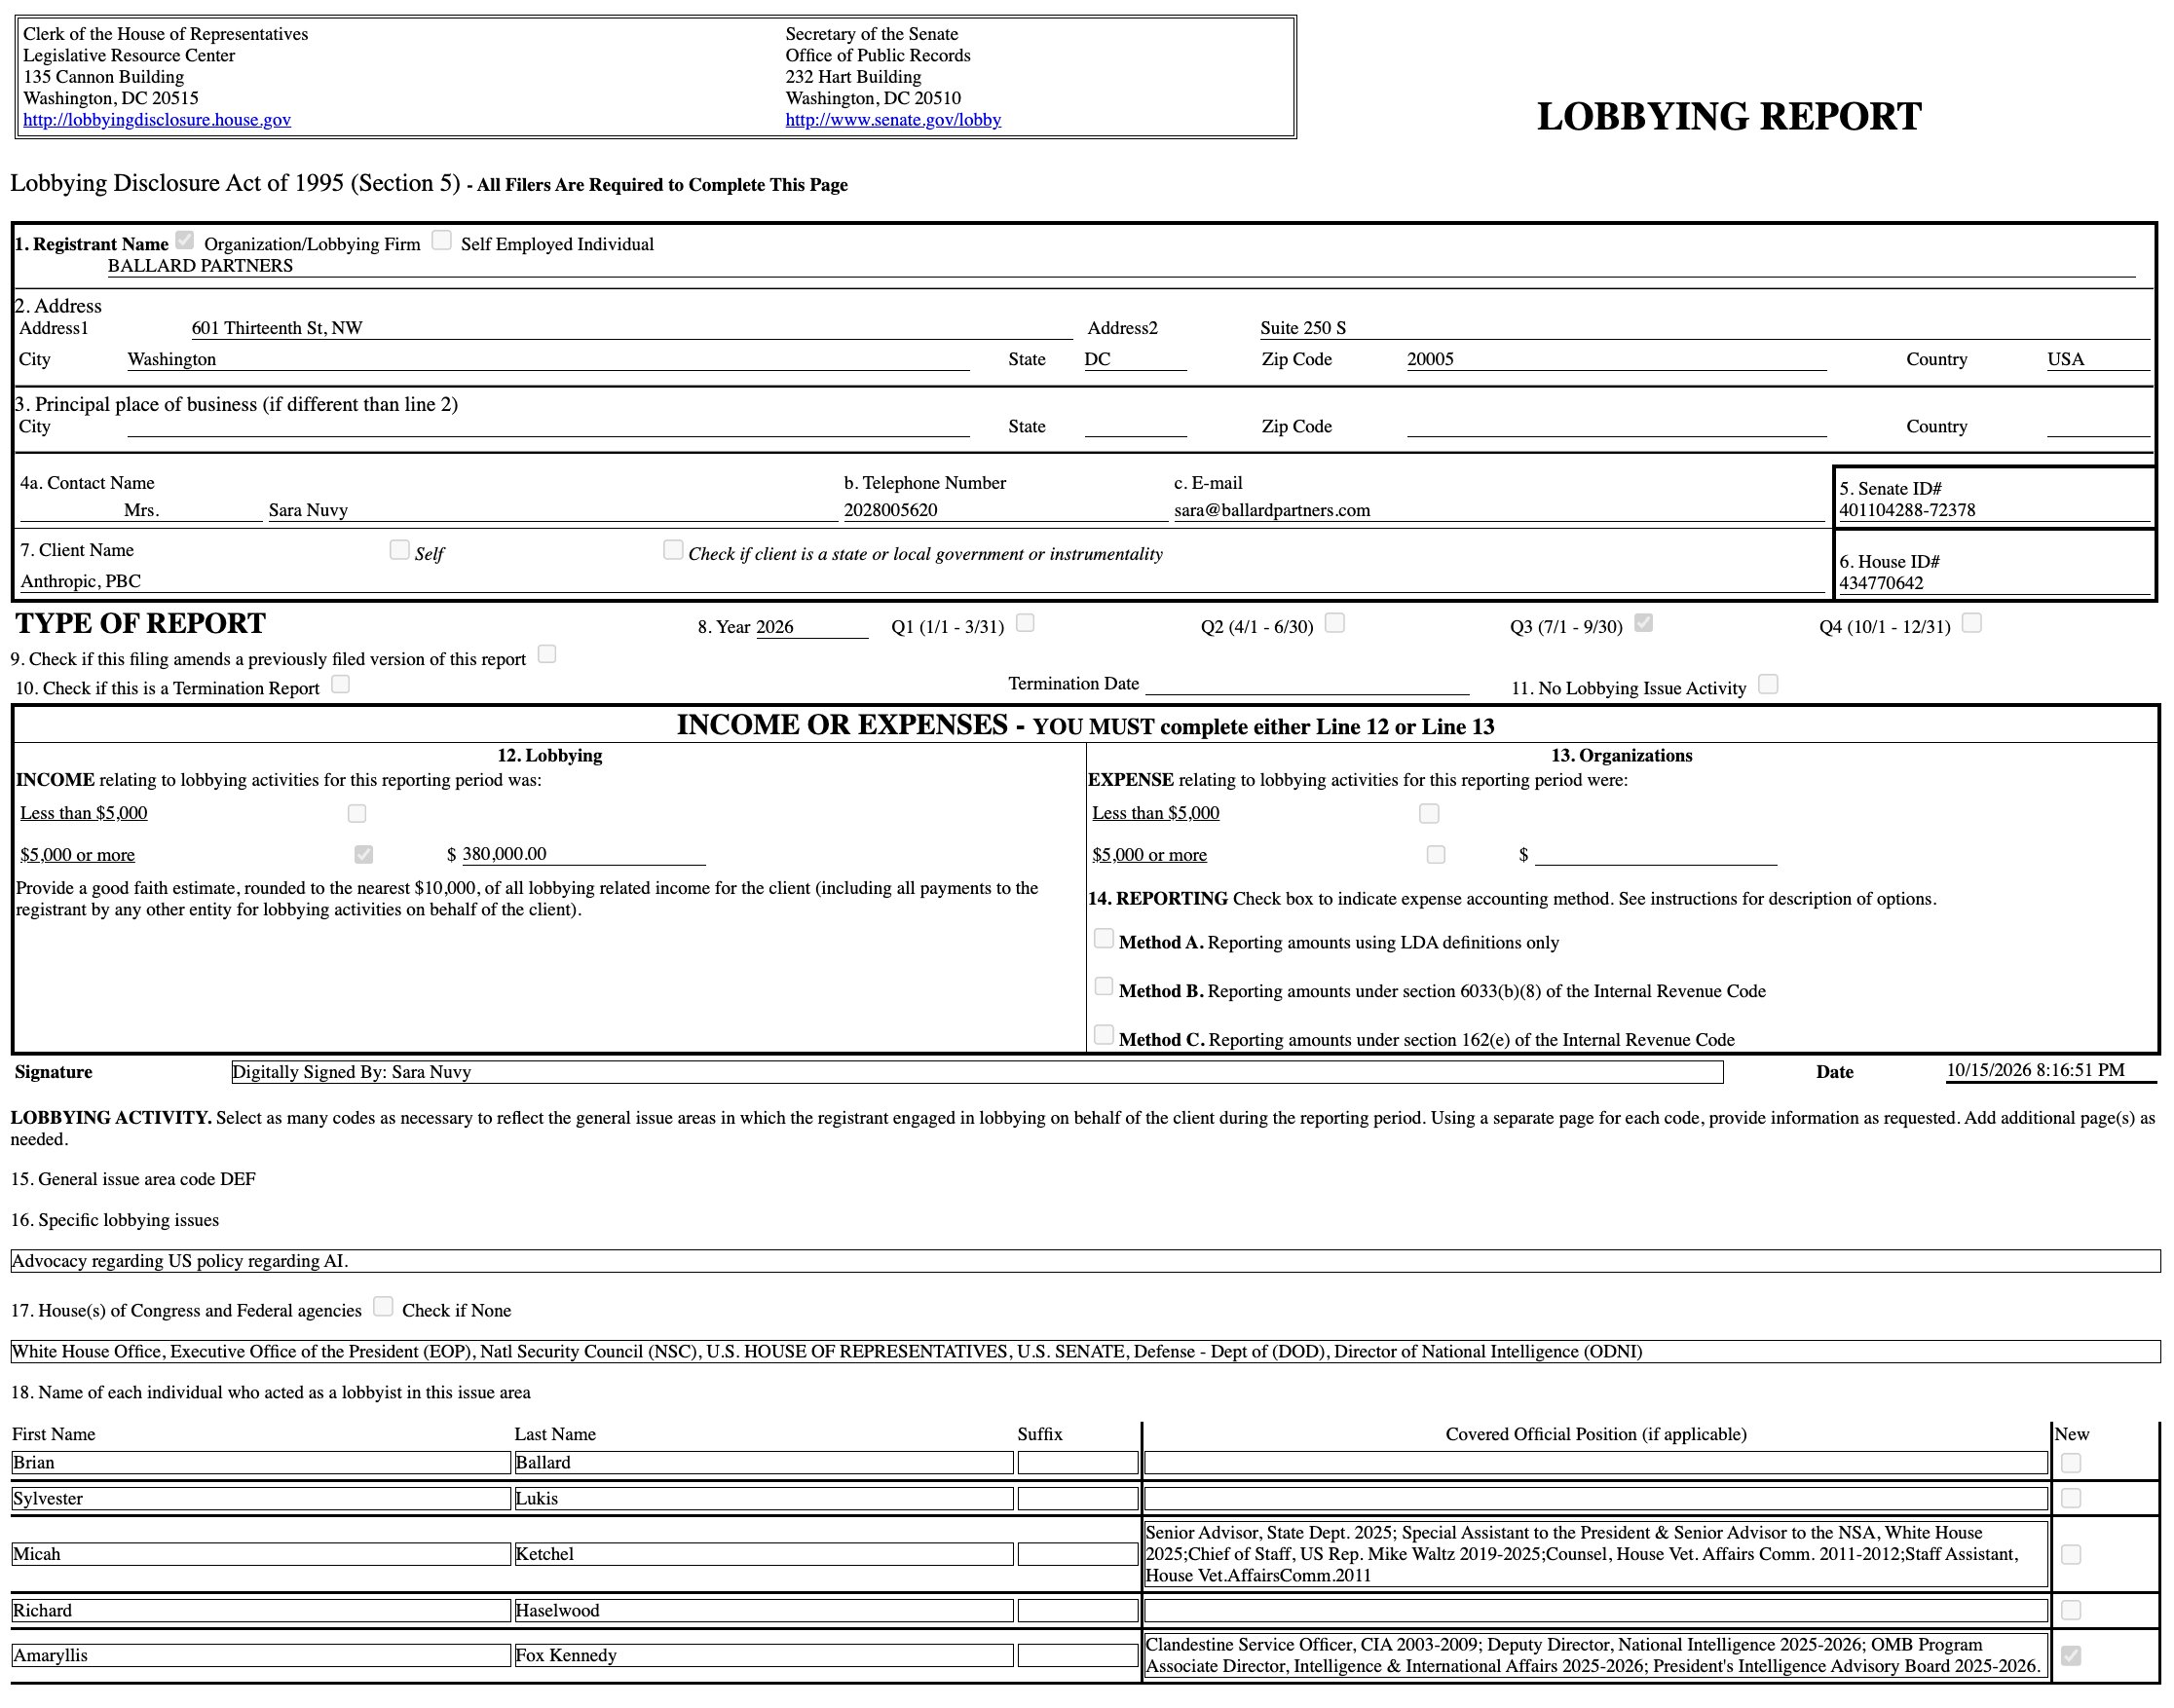 Clerk of the House of Representatives
Legislative Resource Center
135 Cannon Building
Washington, DC 20515
http://lobbyingdisclosure.house.gov
Secretary of the Senate
Office of Public Records
232 Hart Building
Washington, DC 20510
http://www.senate.gov/lobby
LOBBYING REPORT
Lobbying Disclosure Act of 1995 (Section 5) - All Filers Are Required to Complete This Page
1. Registrant Name Organization/Lobbying Firm Self Employed Individual
BALLARD PARTNERS
2. Address
Address1 601 Thirteenth St, NW Address2 Suite 250 S
City Washington State DC Zip Code 20005 Country USA
3. Principal place of business (if different than line 2)
City State Zip Code Country
4a. Contact Name b. Telephone Number c. E-mail
Mrs. Sara Nuvy 2028005620 sara@ballardpartners.com
5. Senate ID#
401104288-72378
7. Client Name Self Check if client is a state or local government or instrumentality
Anthropic, PBC
6. House ID#
434770642
TYPE OF REPORT 8. Year 2026 Q1 (1/1 - 3/31) Q2 (4/1 - 6/30) Q3 (7/1 - 9/30) Q4 (10/1 - 12/31)
9. Check if this filing amends a previously filed version of this report
10. Check if this is a Termination Report Termination Date 11. No Lobbying Issue Activity
INCOME OR EXPENSES - YOU MUST complete either Line 12 or Line 13
12. Lobbying
INCOME relating to lobbying activities for this reporting period was:
Less than $5,000
$5,000 or more $ 380,000.00
Provide a good faith estimate, rounded to the nearest $10,000, of all lobbying related income for the client (including all payments to the
registrant by any other entity for lobbying activities on behalf of the client).
13. Organizations
EXPENSE relating to lobbying activities for this reporting period were:
Less than $5,000
$5,000 or more $
14. REPORTING Check box to indicate expense accounting method. See instructions for description of options.
Method A. Reporting amounts using LDA definitions only
Method B. Reporting amounts under section 6033(b)(8) of the Internal Revenue Code
Method C. Reporting amounts under section 162(e) of the Internal Revenue Code
Signature Digitally Signed By: Sara Nuvy Date 10/15/2026 8:16:51 PM
LOBBYING ACTIVITY. Select as many codes as necessary to reflect the general issue areas in which the registrant engaged in lobbying on behalf of the client during the reporting period. Using a separate page for each code, provide information as requested. Add additional page(s) as
needed.
15. General issue area code DEF
16. Specific lobbying issues
Advocacy regarding US policy regarding AI.
17. House(s) of Congress and Federal agencies Check if None
White House Office, Executive Office of the President (EOP), Natl Security Council (NSC), U.S. HOUSE OF REPRESENTATIVES, U.S. SENATE, Defense - Dept of (DOD), Director of National Intelligence (ODNI)
18. Name of each individual who acted as a lobbyist in this issue area
First Name Last Name Suffix Covered Official Position (if applicable) New
Brian Ballard
Sylvester Lukis
Micah Ketchel
Senior Advisor, State Dept. 2025; Special Assistant to the President & Senior Advisor to the NSA, White House
2025;Chief of Staff, US Rep. Mike Waltz 2019-2025;Counsel, House Vet. Affairs Comm. 2011-2012;Staff Assistant,
House Vet.AffairsComm.2011
Richard Haselwood
Amaryllis Fox Kennedy
Clandestine Service Officer, CIA 2003-2009; Deputy Director, National Intelligence 2025-2026; OMB Program
Associate Director, Intelligence & International Affairs 2025-2026; President's Intelligence Advisory Board 2025-2026.